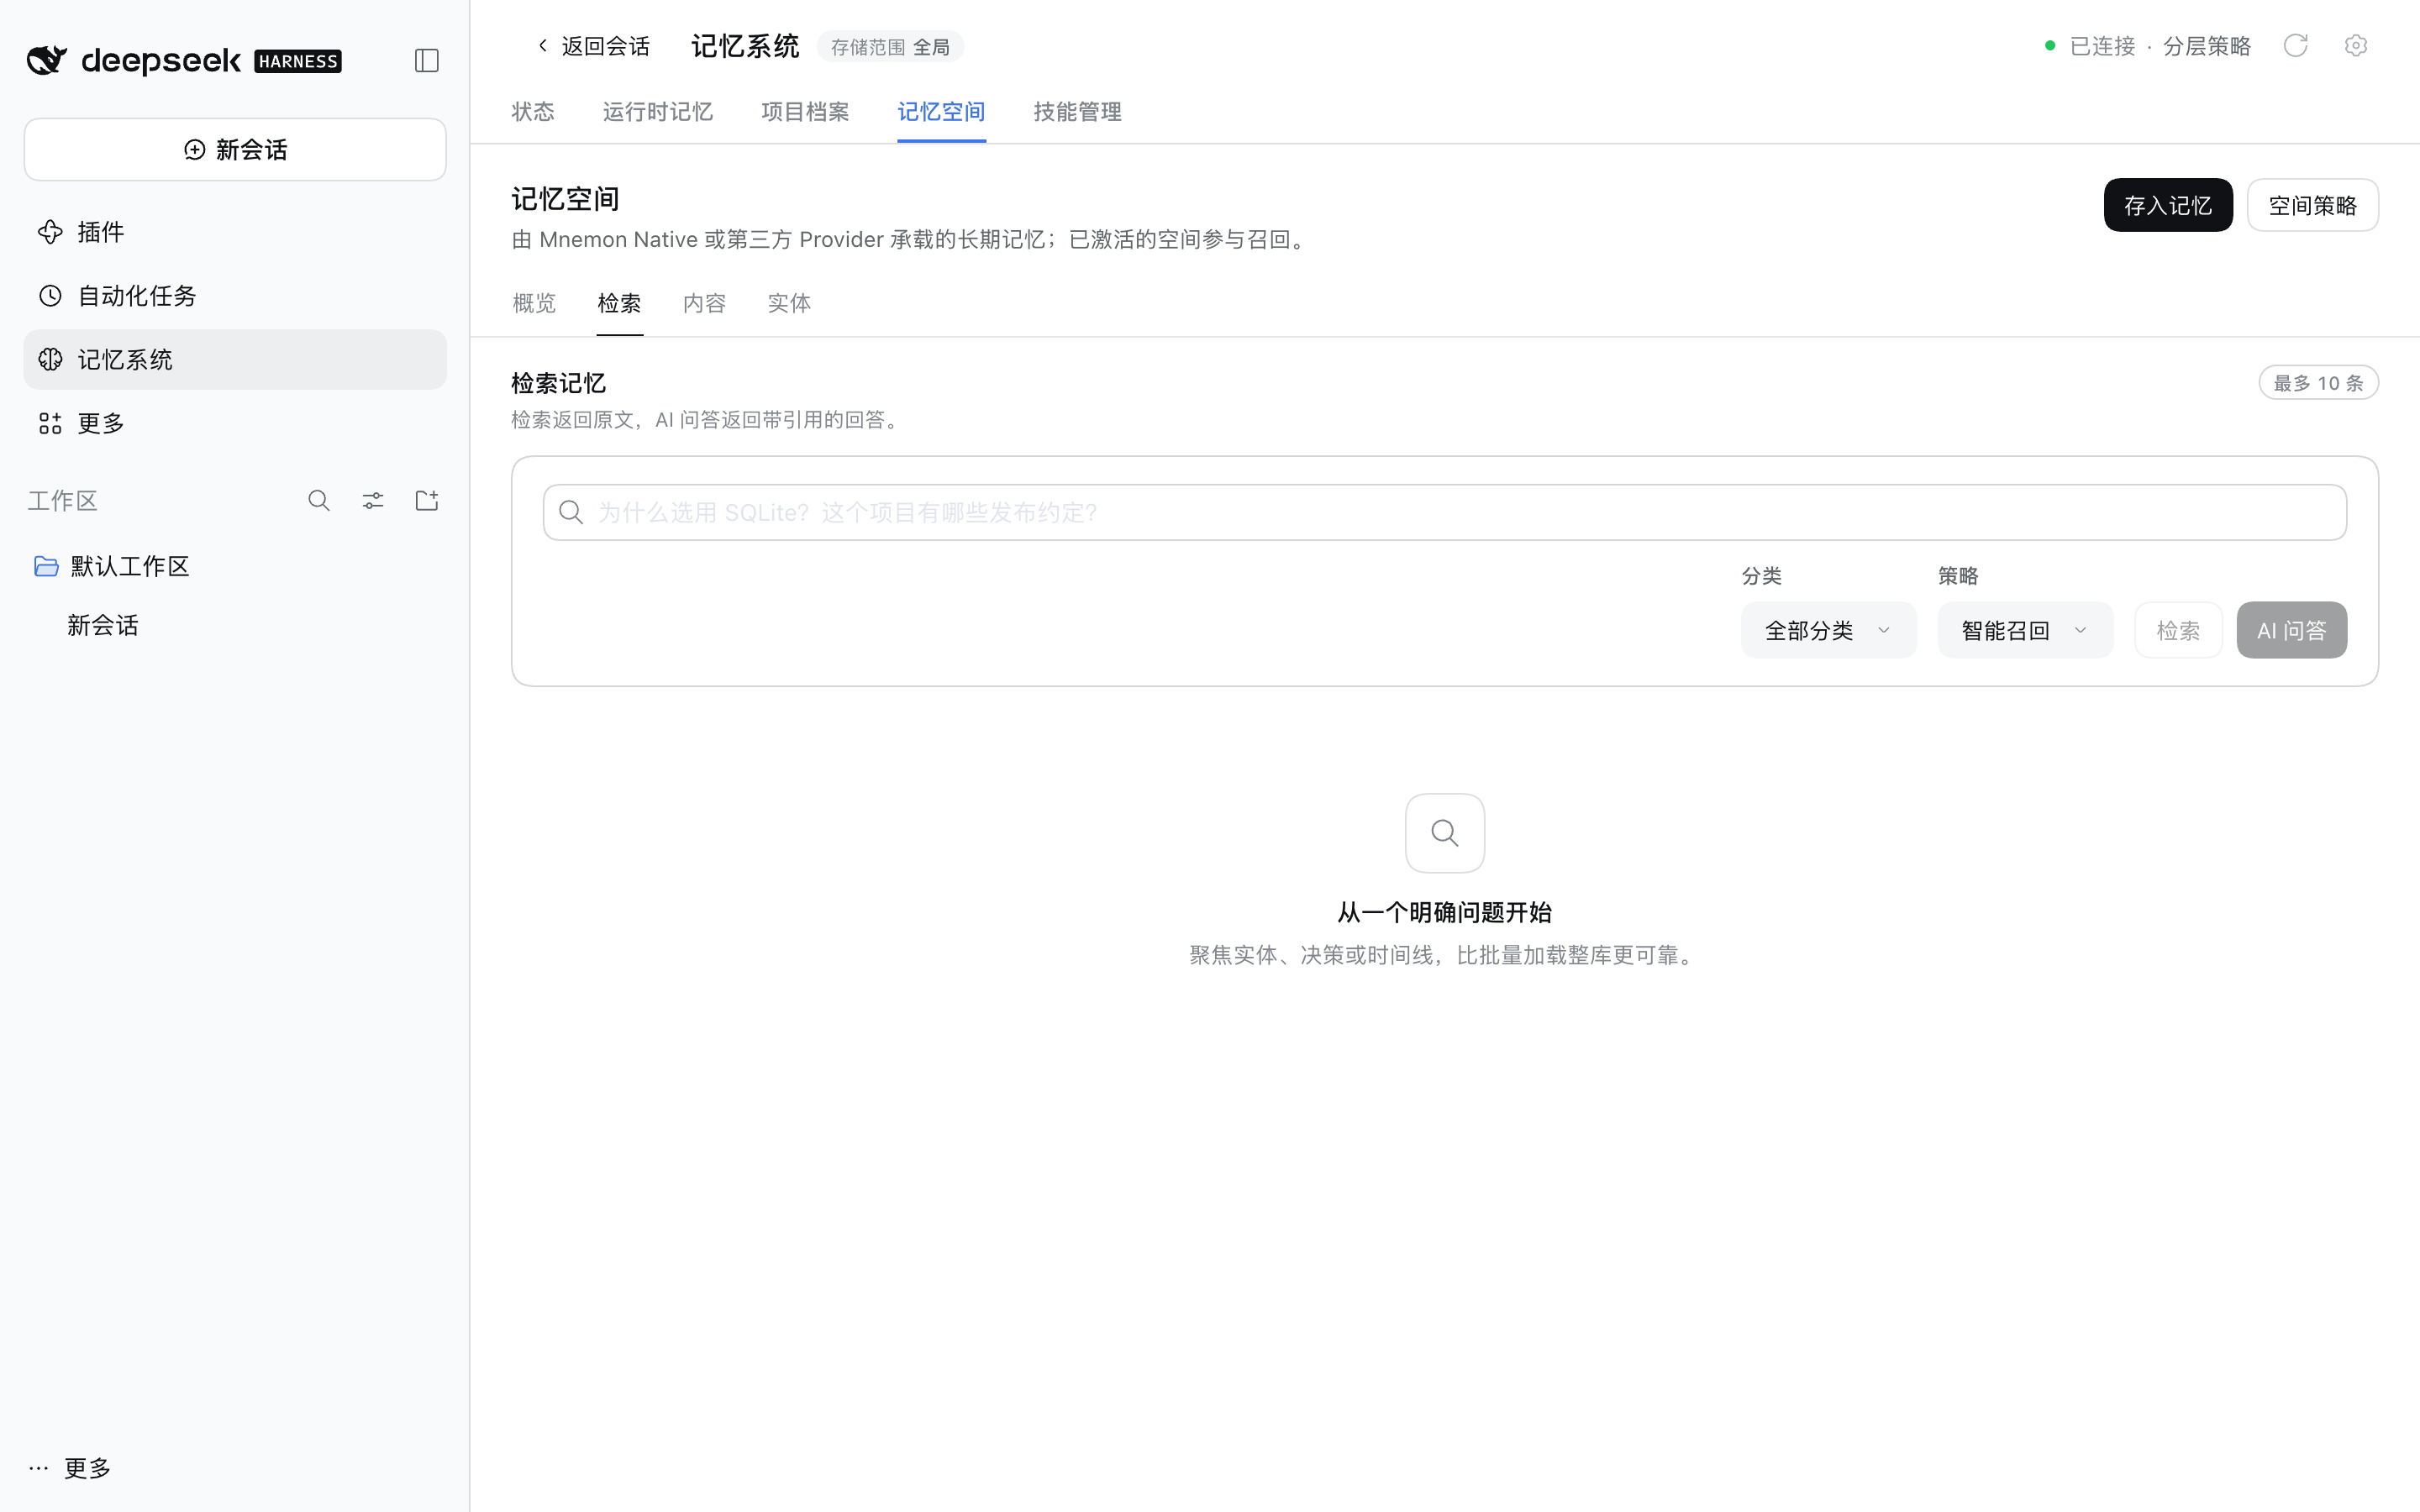 deepseek HARNESS
新会话
插件
自动化任务
记忆系统
更多
工作区
默认工作区
新会话
更多
返回会话 记忆系统 存储范围 全局
已连接 · 分层策略
状态 运行时记忆 项目档案 记忆空间 技能管理
记忆空间
由 Mnemon Native 或第三方 Provider 承载的长期记忆；已激活的空间参与召回。
存入记忆 空间策略
概览 检索 内容 实体
检索记忆
最多 10 条
检索返回原文，AI 问答返回带引用的回答。
为什么选用 SQLite？这个项目有哪些发布约定？
分类 策略
全部分类 智能召回 检索 AI 问答
从一个明确问题开始
聚焦实体、决策或时间线，比批量加载整库更可靠。